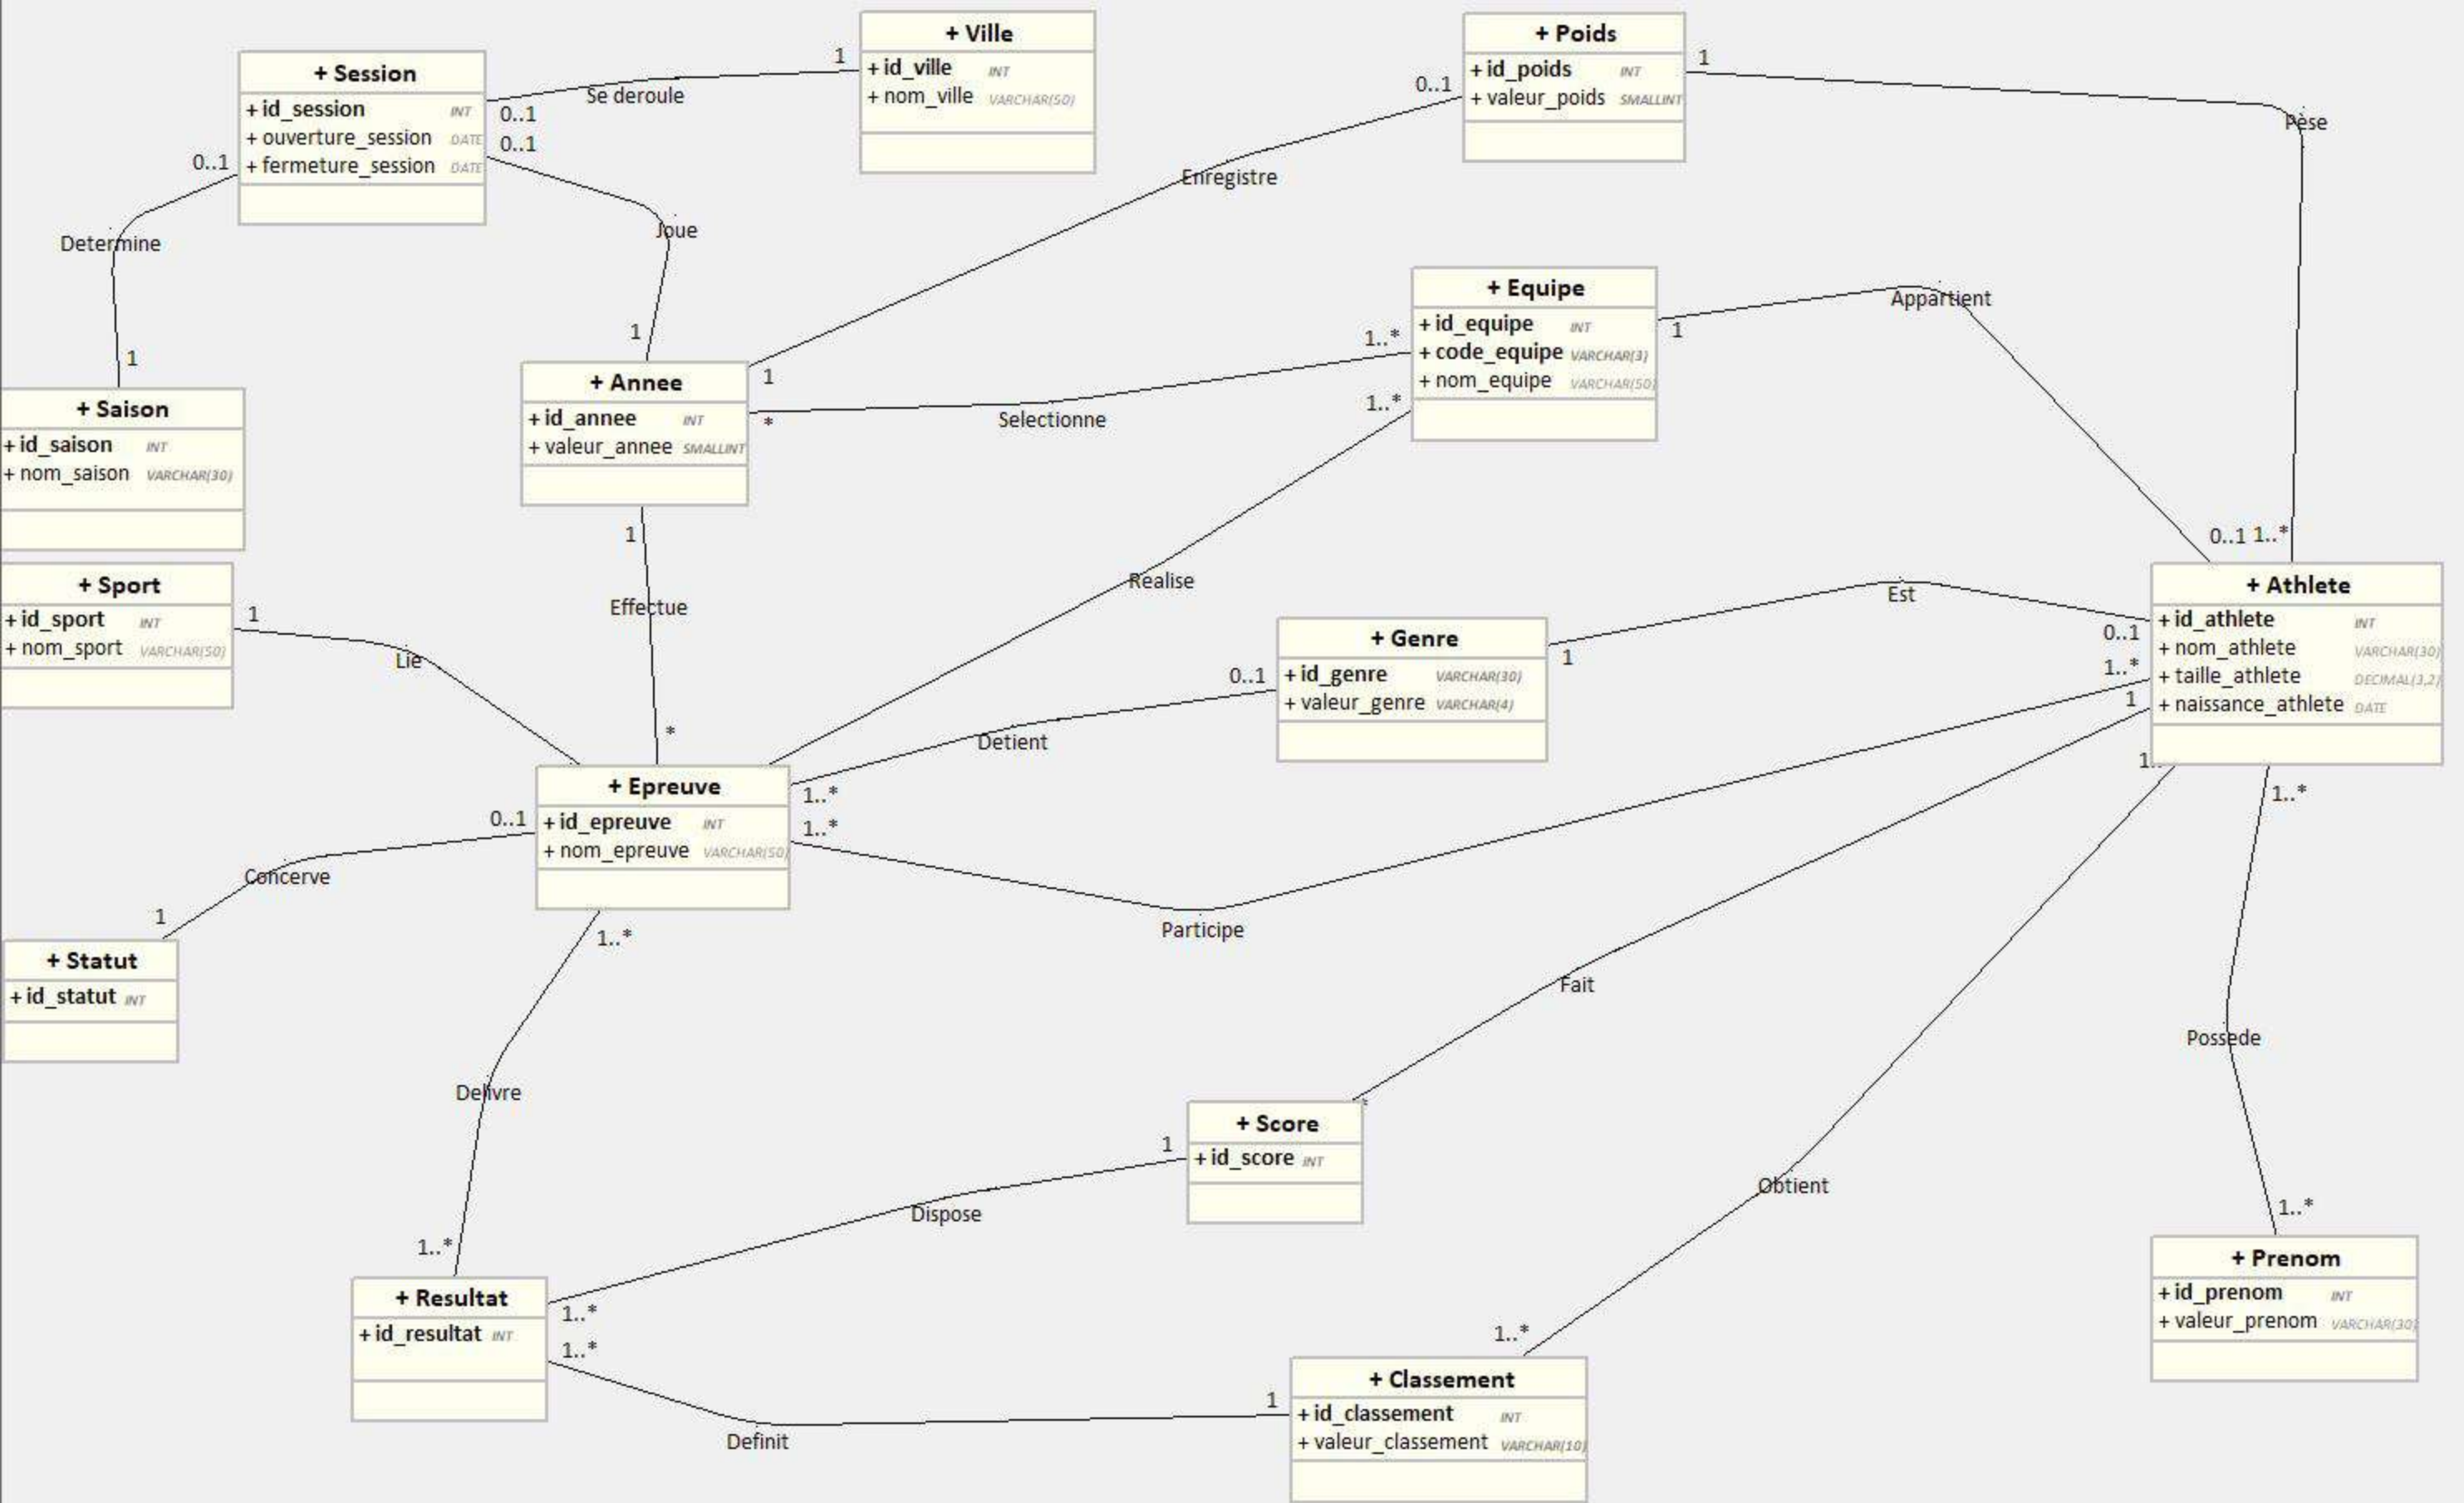 + Session
+ id_session INT
+ ouverture_session DATE
+ fermeture_session DATE
0..1
0..1
0..1
Se deroule
1
+ Ville
+ id_ville INT
+ nom_ville VARCHAR(50)
+ Poids
+ id_poids INT
+ valeur_poids SMALLINT
0..1
1
Pèse
Enregistre
Determine
Joue
1
1
+ Saison
+ id_saison INT
+ nom_saison VARCHAR(30)
+ Annee
+ id_annee INT
+ valeur_annee SMALLINT
1
*
Selectionne
1..*
1..*
+ Equipe
+ id_equipe INT
+ code_equipe VARCHAR(3)
+ nom_equipe VARCHAR(50)
1
Appartient
0..1 1..*
1
Effectue
*
Realise
+ Sport
+ id_sport INT
+ nom_sport VARCHAR(50)
1
Lie
+ Genre
+ id_genre VARCHAR(30)
+ valeur_genre VARCHAR(4)
0..1
1
Est
Detient
+ Athlete
+ id_athlete INT
+ nom_athlete VARCHAR(30)
+ taille_athlete DECIMAL(3,2)
+ naissance_athlete DATE
0..1
1..*
1
1..
1..*
+ Epreuve
+ id_epreuve INT
+ nom_epreuve VARCHAR(50)
0..1
1..*
1..*
1..*
Concerve
1
+ Statut
+ id_statut INT
Participe
Fait
Possede
Delivre
+ Score
+ id_score INT
*
1
Dispose
Obtient
1..*
1..*
+ Resultat
+ id_resultat INT
1..*
1..*
Definit
1
1..*
+ Classement
+ id_classement INT
+ valeur_classement VARCHAR(10)
+ Prenom
+ id_prenom INT
+ valeur_prenom VARCHAR(30)